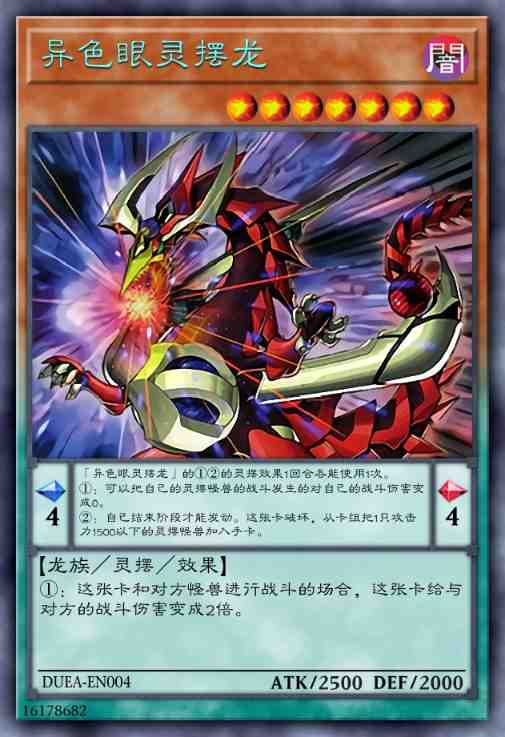 异色眼灵摆龙
闇
「异色眼灵摆龙」的①②的灵摆效果1回合各能使用1次。
①：可以把自己的灵摆怪兽的战斗发生的对自己的战斗伤害变
成0。
②：自己结束阶段才能发动。这张卡破坏，从卡组把1只攻击
力1500以下的灵摆怪兽加入手卡。
4
4
【龙族／灵摆／效果】
①：这张卡和对方怪兽进行战斗的场合，这张卡给与
对方的战斗伤害变成2倍。
DUEA-EN004
ATK/2500 DEF/2000
16178682